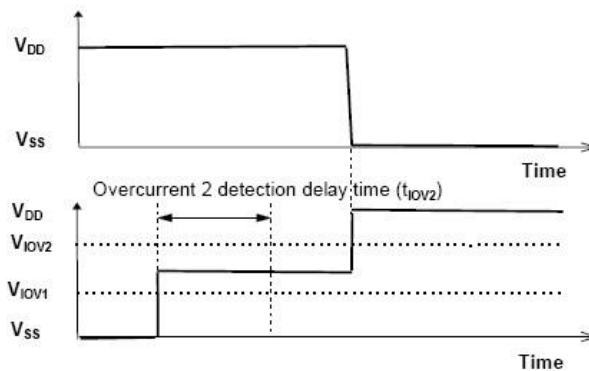 VDD
VSS
Time
Overcurrent 2 detection delay time (tIOV2)
VDD
VIOV2
VIOV1
VSS
Time